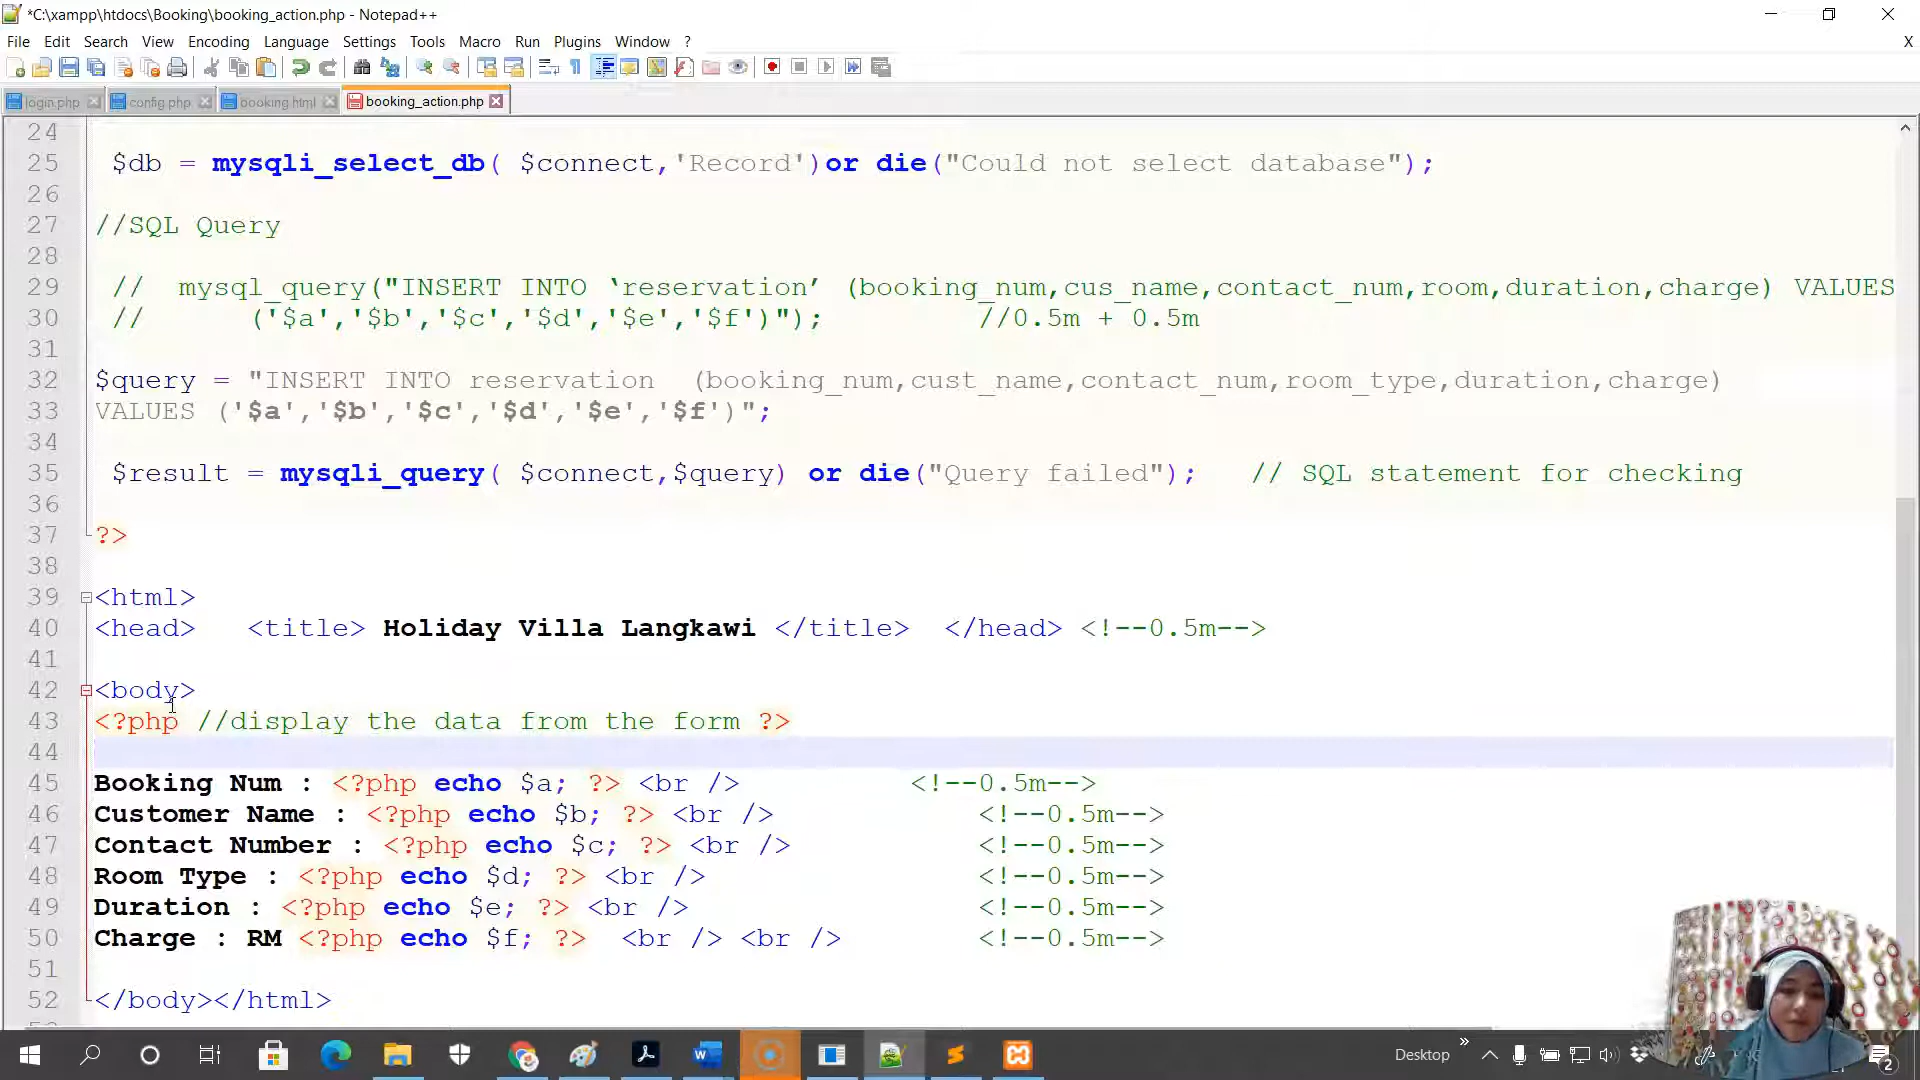 *C:\xampp\htdocs\Booking\booking_action.php - Notepad++
File Edit Search View Encoding Language Settings Tools Macro Run Plugins Window ? X
login.php config.php booking.html booking_action.php
24
25 $db = mysqli_select_db( $connect,'Record')or die("Could not select database");
26
27 //SQL Query
28
29 // mysql_query("INSERT INTO ‘reservation’ (booking_num,cus_name,contact_num,room,duration,charge) VALUES
30 // ('$a','$b','$c','$d','$e','$f')"); //0.5m + 0.5m
31
32 $query = "INSERT INTO reservation (booking_num,cust_name,contact_num,room_type,duration,charge)
33 VALUES ('$a','$b','$c','$d','$e','$f')";
34
35 $result = mysqli_query( $connect,$query) or die("Query failed"); // SQL statement for checking
36
37 ?>
38
39 <html>
40 <head> <title> Holiday Villa Langkawi </title> </head> <!--0.5m-->
41
42 <body>
43 <?php //display the data from the form ?>
44
45 Booking Num : <?php echo $a; ?> <br /> <!--0.5m-->
46 Customer Name : <?php echo $b; ?> <br /> <!--0.5m-->
47 Contact Number : <?php echo $c; ?> <br /> <!--0.5m-->
48 Room Type : <?php echo $d; ?> <br /> <!--0.5m-->
49 Duration : <?php echo $e; ?> <br /> <!--0.5m-->
50 Charge : RM <?php echo $f; ?> <br /> <br /> <!--0.5m-->
51
52 </body></html>
Desktop 2